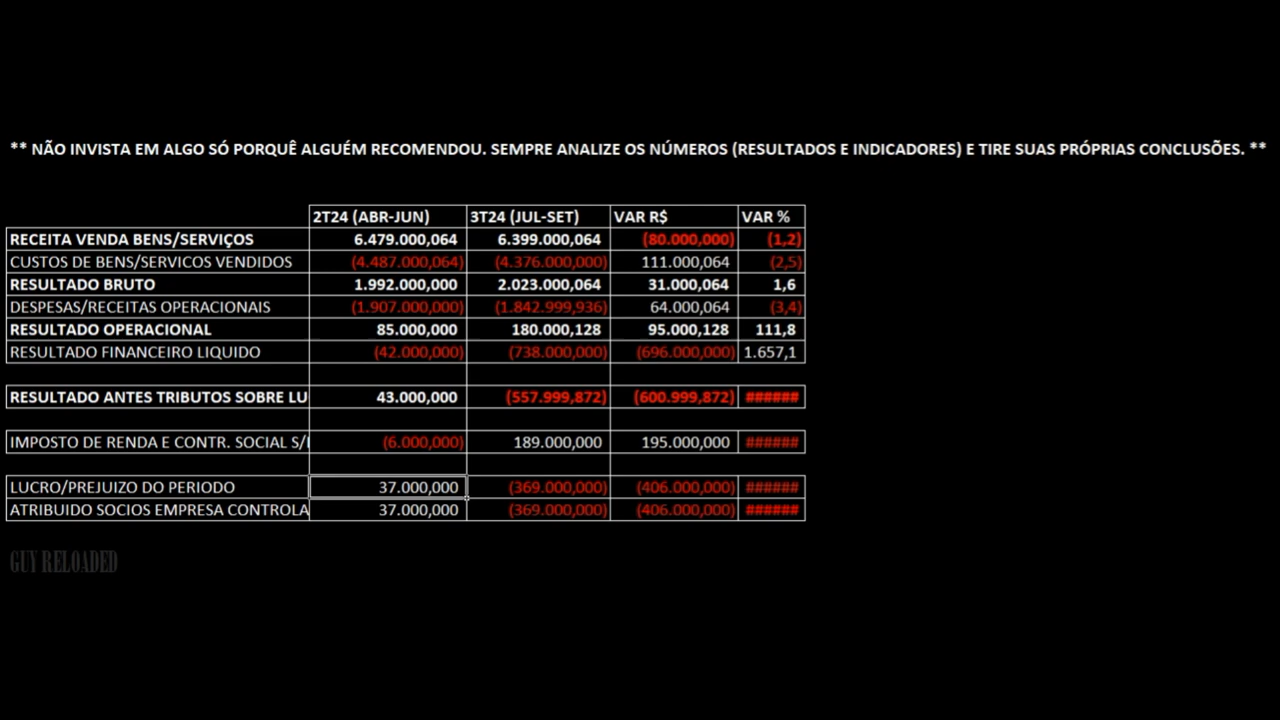 ** NÃO INVISTA EM ALGO SÓ PORQUÊ ALGUÉM RECOMENDOU. SEMPRE ANALIZE OS NÚMEROS (RESULTADOS E INDICADORES) E TIRE SUAS PRÓPRIAS CONCLUSÕES. **
2T24 (ABR-JUN) 3T24 (JUL-SET) VAR R$ VAR %
RECEITA VENDA BENS/SERVIÇOS 6.479.000,064 6.399.000,064 (80.000,000) (1,2)
CUSTOS DE BENS/SERVICOS VENDIDOS (4.487.000,064) (4.376.000,000) 111.000,064 (2,5)
RESULTADO BRUTO 1.992.000,000 2.023.000,064 31.000,064 1,6
DESPESAS/RECEITAS OPERACIONAIS (1.907.000,000) (1.842.999,936) 64.000,064 (3,4)
RESULTADO OPERACIONAL 85.000,000 180.000,128 95.000,128 111,8
RESULTADO FINANCEIRO LIQUIDO (42.000,000) (738.000,000) (696.000,000) 1.657,1
RESULTADO ANTES TRIBUTOS SOBRE LU 43.000,000 (557.999,872) (600.999,872) ######
IMPOSTO DE RENDA E CONTR. SOCIAL S/ (6.000,000) 189.000,000 195.000,000 ######
LUCRO/PREJUIZO DO PERIODO 37.000,000 (369.000,000) (406.000,000) ######
ATRIBUIDO SOCIOS EMPRESA CONTROLA 37.000,000 (369.000,000) (406.000,000) ######
GUY RELOADED